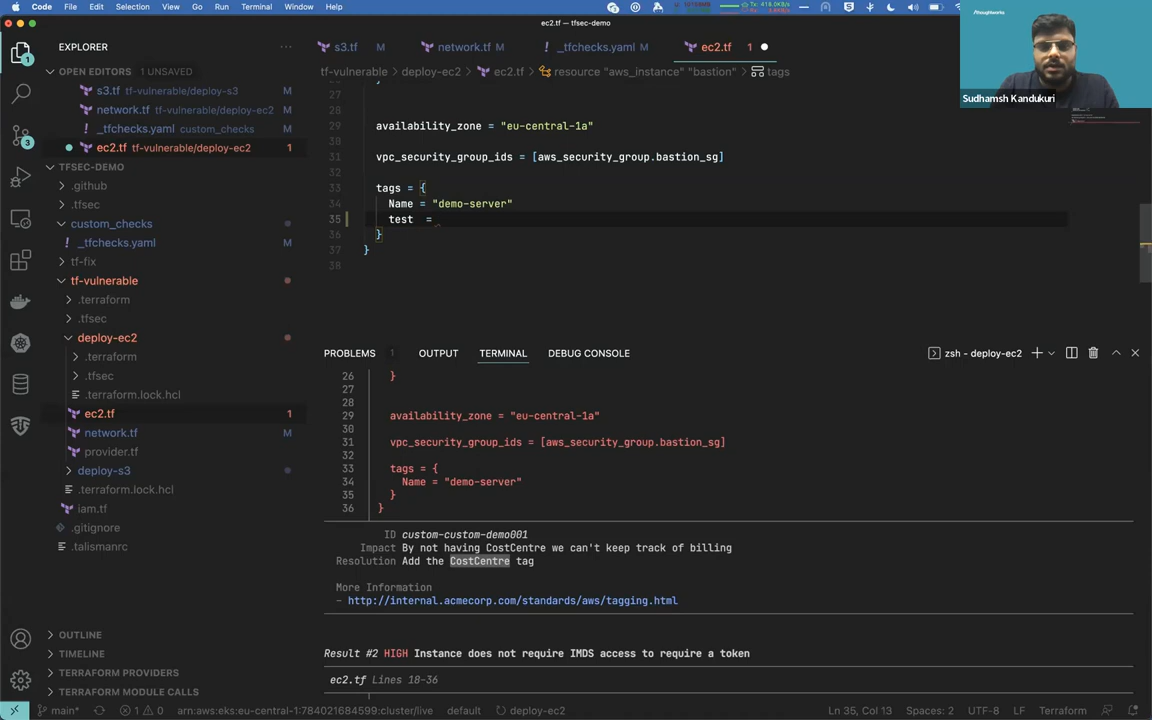 Code File Edit Selection View Go Run Terminal Window Help
ec2.tf — tfsec-demo
/thoughtworks
Sudhamsh Kandukuri
EXPLORER
s3.tf M network.tf M ! _tfchecks.yaml M ec2.tf 1
tf-vulnerable > deploy-ec2 > ec2.tf > resource "aws_instance" "bastion" > tags
OPEN EDITORS 1 UNSAVED
s3.tf tf-vulnerable/deploy-s3 M
network.tf tf-vulnerable/deploy-ec2 M
! _tfchecks.yaml custom_checks M
ec2.tf tf-vulnerable/deploy-ec2 1
TFSEC-DEMO
.github
.tfsec
custom_checks
! _tfchecks.yaml M
tf-fix
tf-vulnerable
.terraform
.tfsec
deploy-ec2
.terraform
.tfsec
.terraform.lock.hcl
ec2.tf 1
network.tf M
provider.tf
deploy-s3
.terraform.lock.hcl
iam.tf
.gitignore
.talismanrc
OUTLINE
TIMELINE
TERRAFORM PROVIDERS
TERRAFORM MODULE CALLS
27
28
29 availability_zone = "eu-central-1a"
30
31 vpc_security_group_ids = [aws_security_group.bastion_sg]
32
33 tags = {
34 Name = "demo-server"
35 test =
36 }
37 }
38
PROBLEMS 1 OUTPUT TERMINAL DEBUG CONSOLE zsh - deploy-ec2
26 }
27
28
29 availability_zone = "eu-central-1a"
30
31 vpc_security_group_ids = [aws_security_group.bastion_sg]
32
33 tags = {
34 Name = "demo-server"
35 }
36 }
ID custom-custom-demo001
Impact By not having CostCentre we can't keep track of billing
Resolution Add the CostCentre tag
More Information
- http://internal.acmecorp.com/standards/aws/tagging.html
Result #2 HIGH Instance does not require IMDS access to require a token
ec2.tf Lines 18-36
main* 1 0 arn:aws:eks:eu-central-1:784021684599:cluster/live default deploy-ec2 Ln 35, Col 13 Spaces: 2 UTF-8 LF Terraform